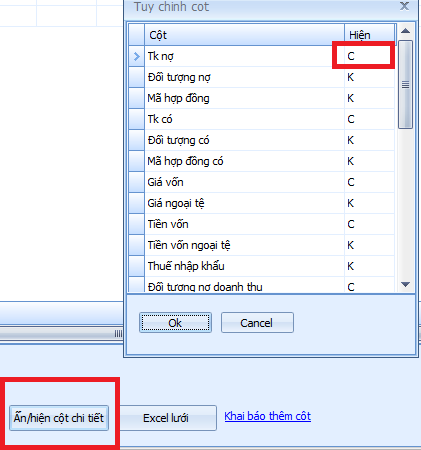 Tuy chinh cot
Cột Hiện
Tk nợ C
Đối tượng nợ K
Mã hợp đồng K
Tk có C
Đối tượng có K
Mã hợp đồng có K
Giá vốn C
Giá ngoại tệ K
Tiền vốn C
Tiền vốn ngoại tệ K
Thuế nhập khẩu K
Đối tượng nợ doanh thu C
Ok Cancel
Ẩn/hiện cột chi tiết Excel lưới Khai báo thêm cột